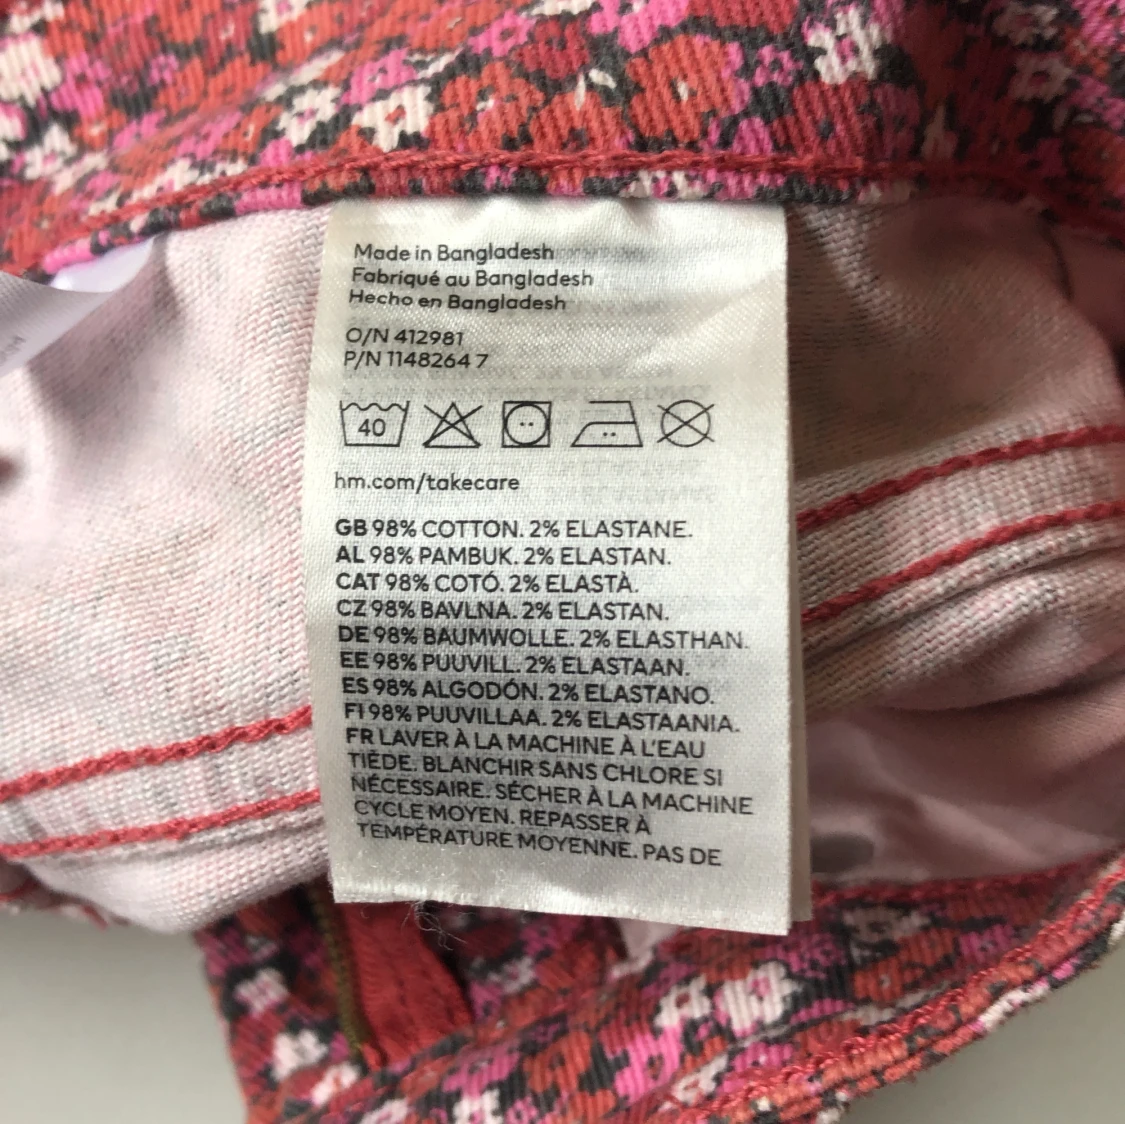 Made in Bangladesh
Fabriqué au Bangladesh
Hecho en Bangladesh
O/N 412981
P/N 1148264 7
40
hm.com/takecare
GB 98% COTTON. 2% ELASTANE.
AL 98% PAMBUK. 2% ELASTAN.
CAT 98% COTÓ. 2% ELASTÀ.
CZ 98% BAVLNA. 2% ELASTAN.
DE 98% BAUMWOLLE. 2% ELASTHAN.
EE 98% PUUVILL. 2% ELASTAAN.
ES 98% ALGODÓN. 2% ELASTANO.
FI 98% PUUVILLAA. 2% ELASTAANIA.
FR LAVER À LA MACHINE À L'EAU
TIÈDE. BLANCHIR SANS CHLORE SI
NÉCESSAIRE. SÉCHER À LA MACHINE
CYCLE MOYEN. REPASSER À
TEMPÉRATURE MOYENNE. PAS DE